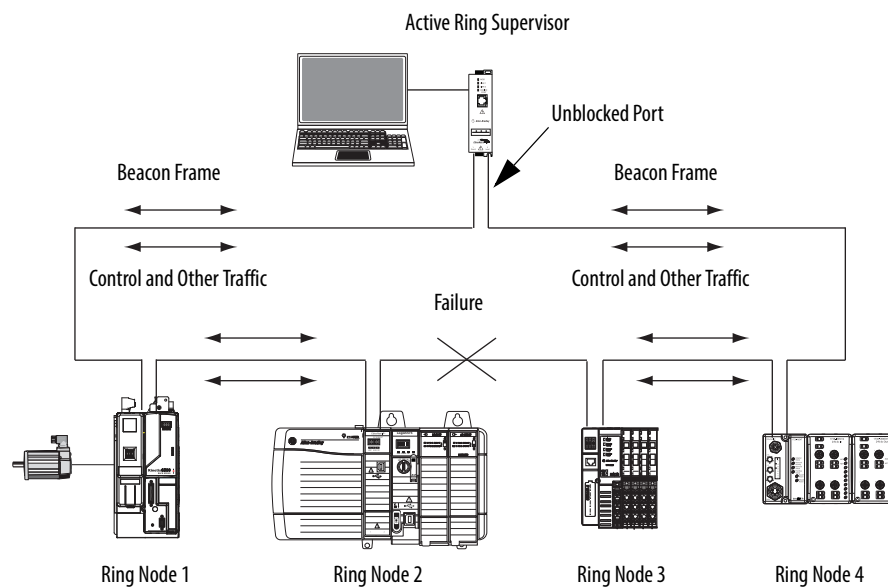 Active Ring Supervisor
Unblocked Port
Beacon Frame
Beacon Frame
Control and Other Traffic
Control and Other Traffic
Failure
Ring Node 1
Ring Node 2
Ring Node 3
Ring Node 4